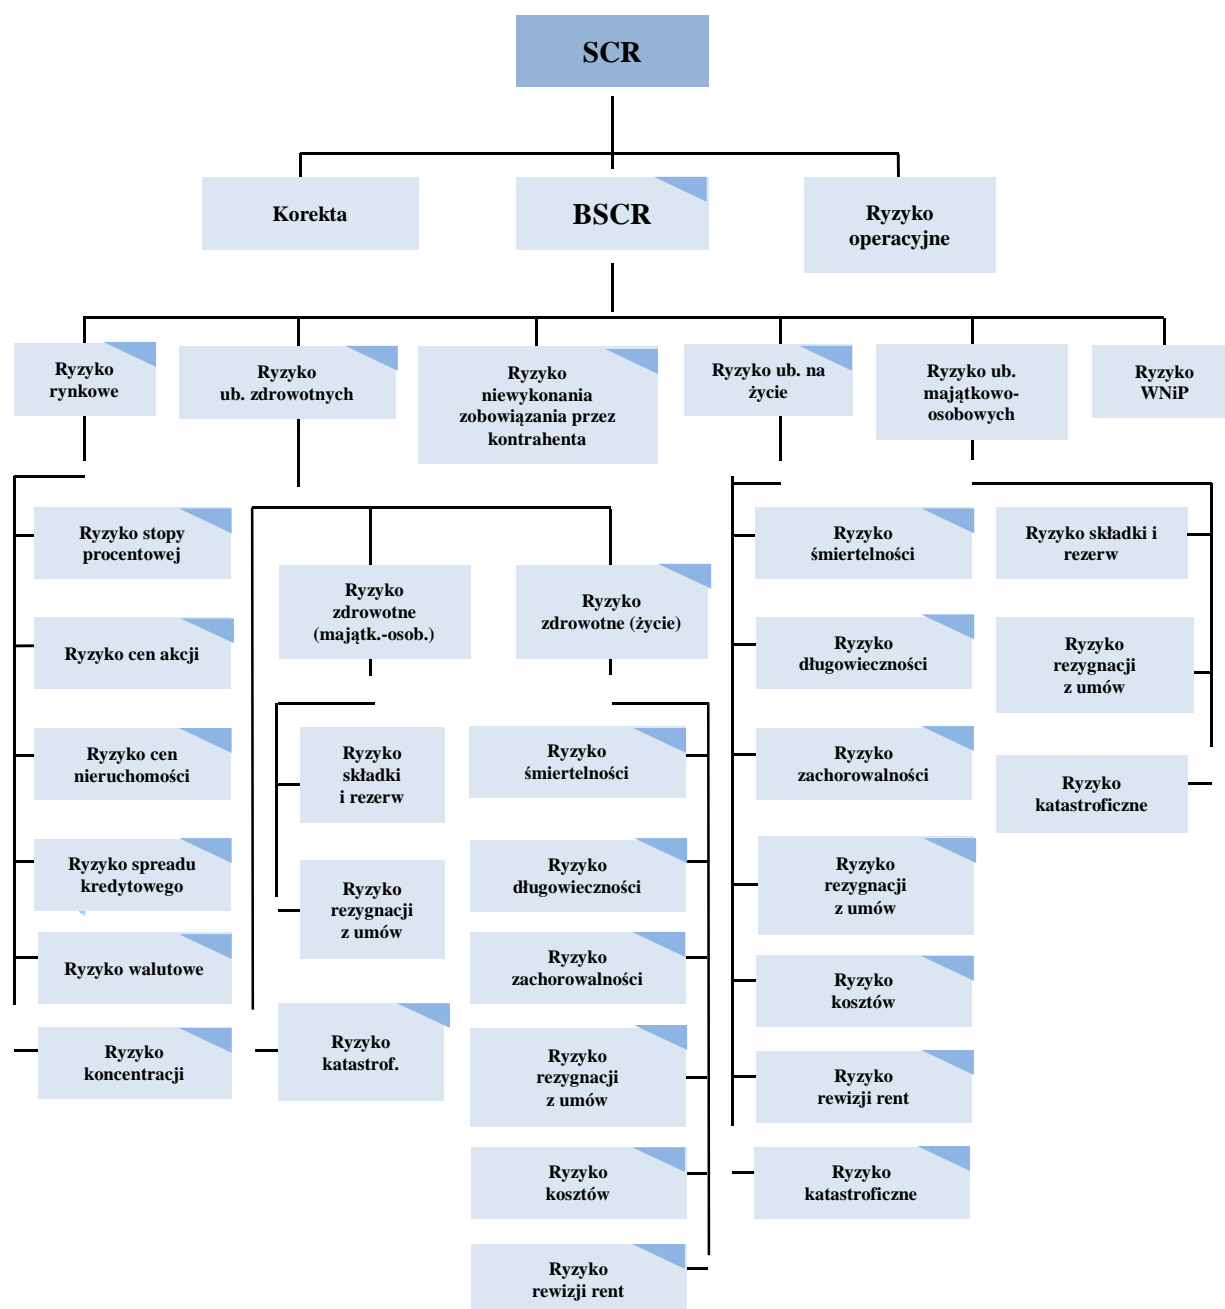 SCR
Korekta
BSCR
Ryzyko
operacyjne
Ryzyko
rynkowe
Ryzyko
ub. zdrowotnych
Ryzyko
niewykonania
zobowiązania przez
kontrahenta
Ryzyko ub. na
życie
Ryzyko ub.
majątkowo-
osobowych
Ryzyko
WNiP
Ryzyko stopy
procentowej
Ryzyko cen akcji
Ryzyko cen
nieruchomości
Ryzyko spreadu
kredytowego
Ryzyko walutowe
Ryzyko
koncentracji
Ryzyko
zdrowotne
(majątk.-osob.)
Ryzyko
składki
i rezerw
Ryzyko
rezygnacji
z umów
Ryzyko
katastrof.
Ryzyko
zdrowotne (życie)
Ryzyko
śmiertelności
Ryzyko
długowieczności
Ryzyko
zachorowalności
Ryzyko
rezygnacji
z umów
Ryzyko
kosztów
Ryzyko
rewizji rent
Ryzyko
śmiertelności
Ryzyko
długowieczności
Ryzyko
zachorowalności
Ryzyko
rezygnacji
z umów
Ryzyko
kosztów
Ryzyko
rewizji rent
Ryzyko
katastroficzne
Ryzyko składki i
rezerw
Ryzyko
rezygnacji
z umów
Ryzyko
katastroficzne